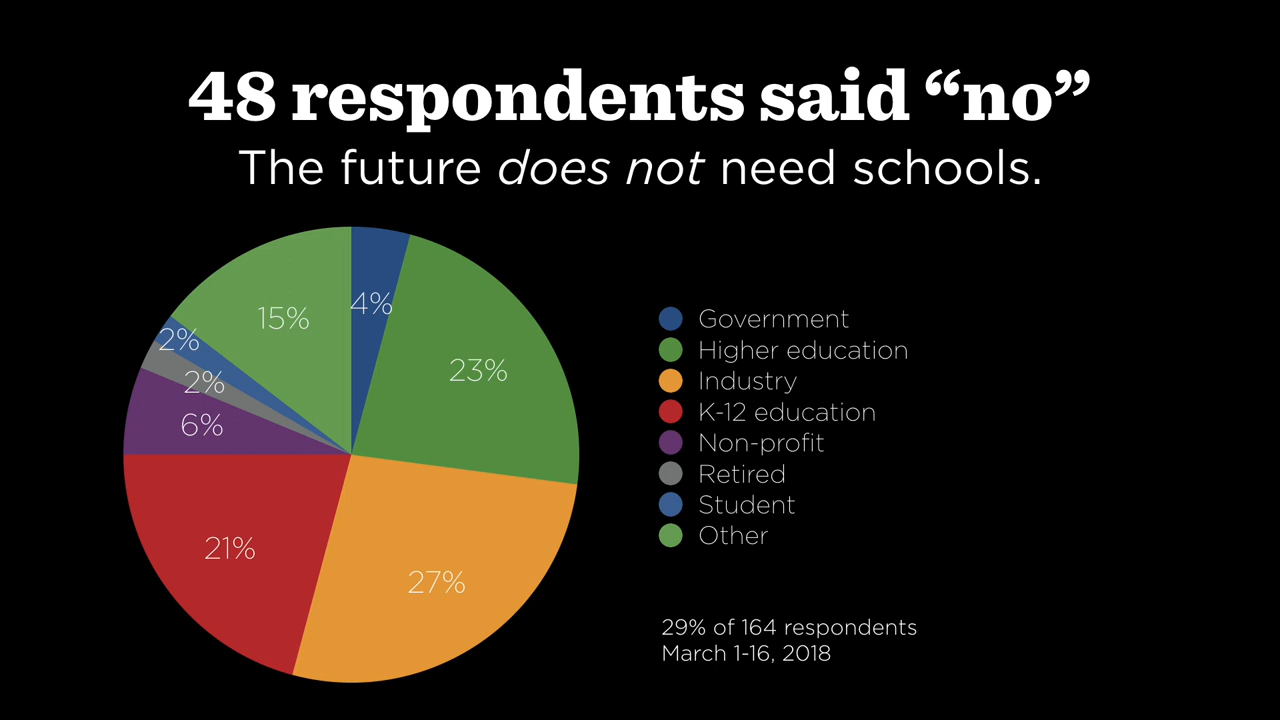 48 respondents said “no”
The future does not need schools.
4%
23%
27%
21%
6%
2%
2%
15%
Government
Higher education
Industry
K-12 education
Non-profit
Retired
Student
Other
29% of 164 respondents
March 1-16, 2018